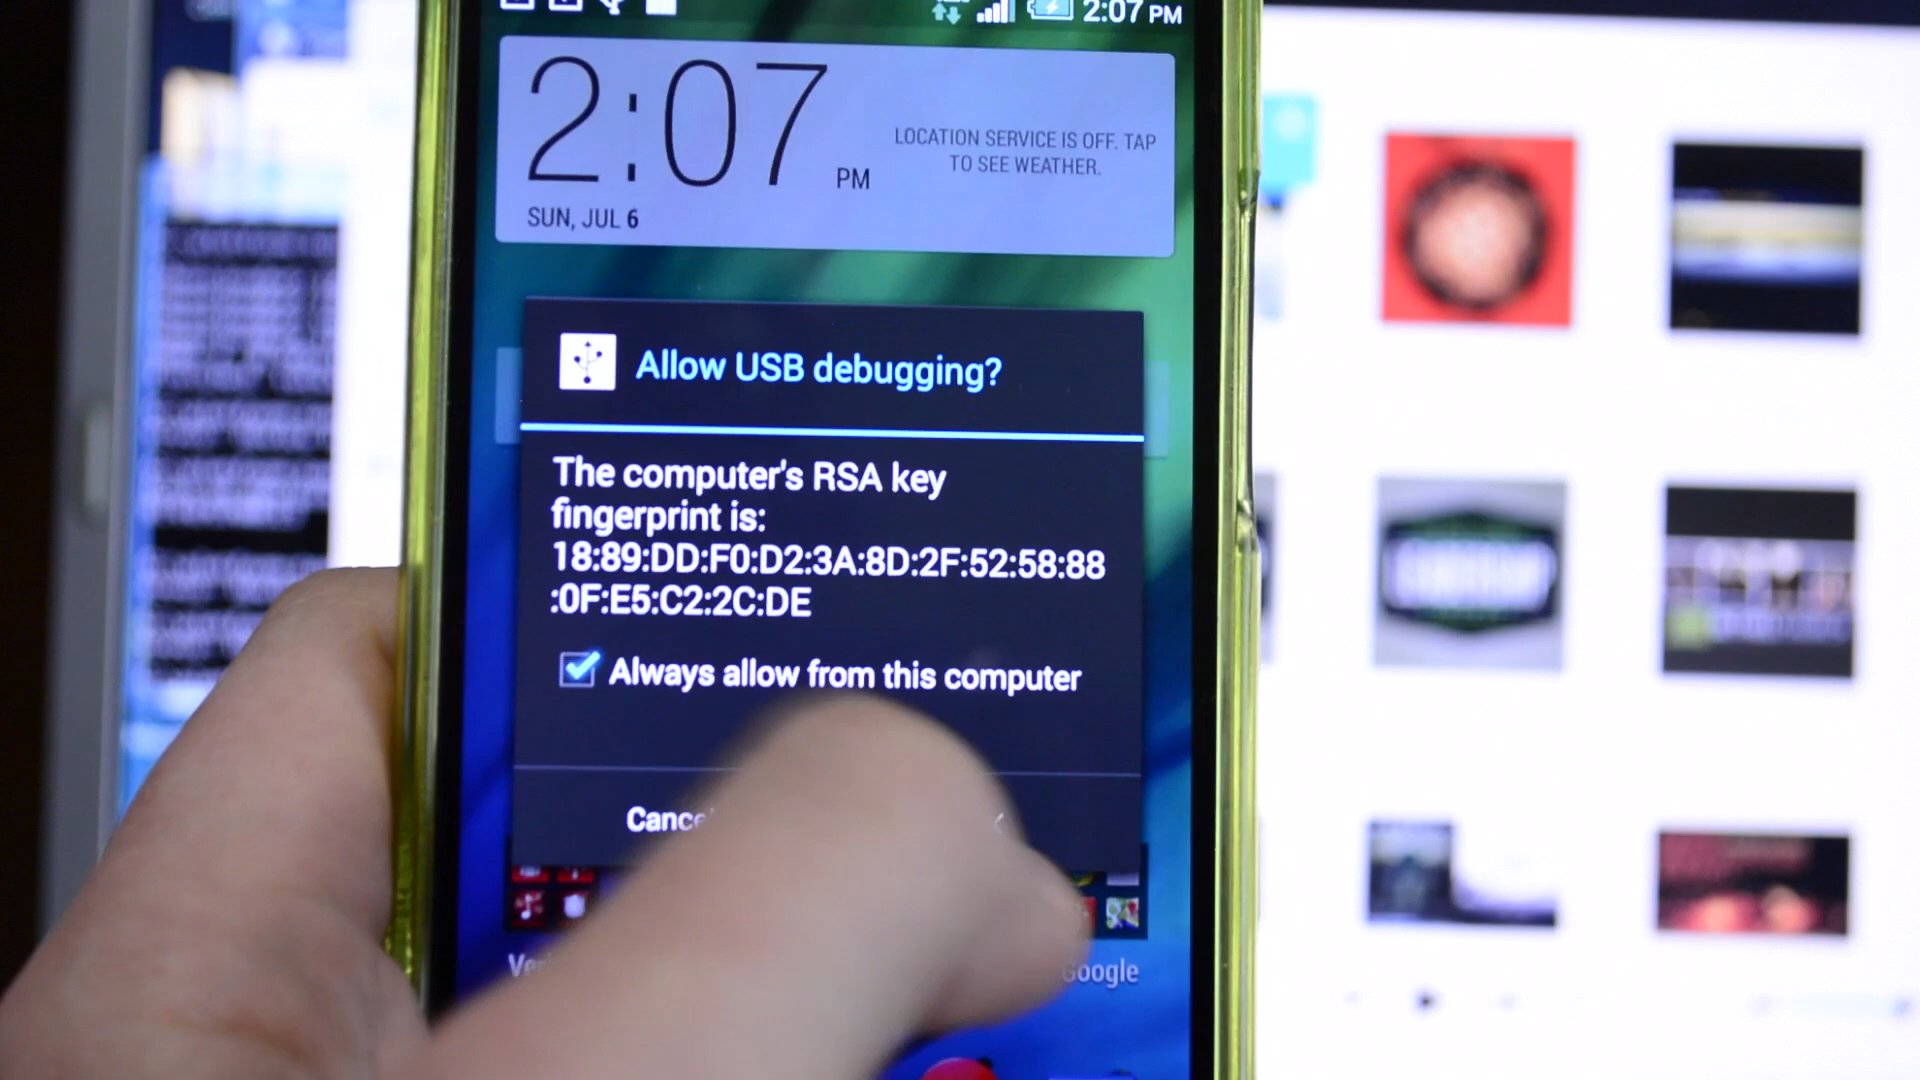 2:07 PM
2:07 PM
LOCATION SERVICE IS OFF. TAP
TO SEE WEATHER.
SUN, JUL 6
Allow USB debugging?
The computer's RSA key
fingerprint is:
18:89:DD:F0:D2:3A:8D:2F:52:58:88
:0F:E5:C2:2C:DE
Always allow from this computer
Cancel
Google